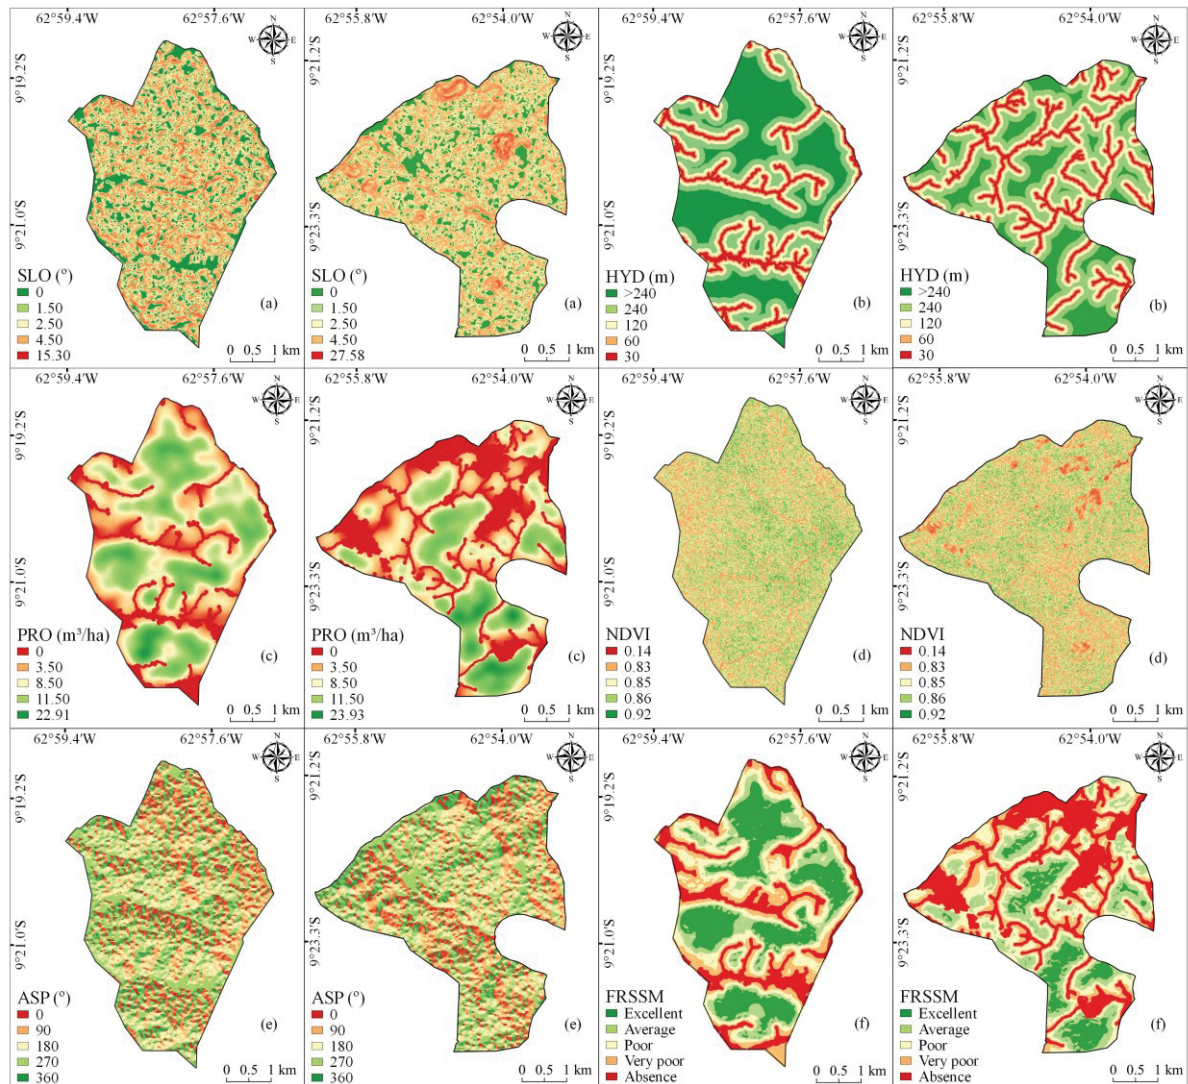 62°59.4'W 62°57.6'W
N
W E
S
9°19.2'S
9°21.0'S
SLO (°)
0
1.50
2.50
4.50
15.30
(a)
0 0.5 1 km
62°55.8'W 62°54.0'W
N
W E
S
9°21.2'S
9°23.3'S
SLO (°)
0
1.50
2.50
4.50
27.58
(a)
0 0.5 1 km
62°59.4'W 62°57.6'W
N
W E
S
9°19.2'S
9°21.0'S
HYD (m)
>240
240
120
60
30
(b)
0 0.5 1 km
62°55.8'W 62°54.0'W
N
W E
S
9°21.2'S
9°23.3'S
HYD (m)
>240
240
120
60
30
(b)
0 0.5 1 km
62°59.4'W 62°57.6'W
N
W E
S
9°19.2'S
9°21.0'S
PRO (m³/ha)
0
3.50
8.50
11.50
22.91
(c)
0 0.5 1 km
62°55.8'W 62°54.0'W
N
W E
S
9°21.2'S
9°23.3'S
PRO (m³/ha)
0
3.50
8.50
11.50
23.93
(c)
0 0.5 1 km
62°59.4'W 62°57.6'W
N
W E
S
9°19.2'S
9°21.0'S
NDVI
0.14
0.83
0.85
0.86
0.92
(d)
0 0.5 1 km
62°55.8'W 62°54.0'W
N
W E
S
9°21.2'S
9°23.3'S
NDVI
0.14
0.83
0.85
0.86
0.92
(d)
0 0.5 1 km
62°59.4'W 62°57.6'W
N
W E
S
9°19.2'S
9°21.0'S
ASP (°)
0
90
180
270
360
(e)
0 0.5 1 km
62°55.8'W 62°54.0'W
N
W E
S
9°21.2'S
9°23.3'S
ASP (°)
0
90
180
270
360
(e)
0 0.5 1 km
62°59.4'W 62°57.6'W
N
W E
S
9°19.2'S
9°21.0'S
FRSSM
Excellent
Average
Poor
Very poor
Absence
(f)
0 0.5 1 km
62°55.8'W 62°54.0'W
N
W E
S
9°21.2'S
9°23.3'S
FRSSM
Excellent
Average
Poor
Very poor
Absence
(f)
0 0.5 1 km